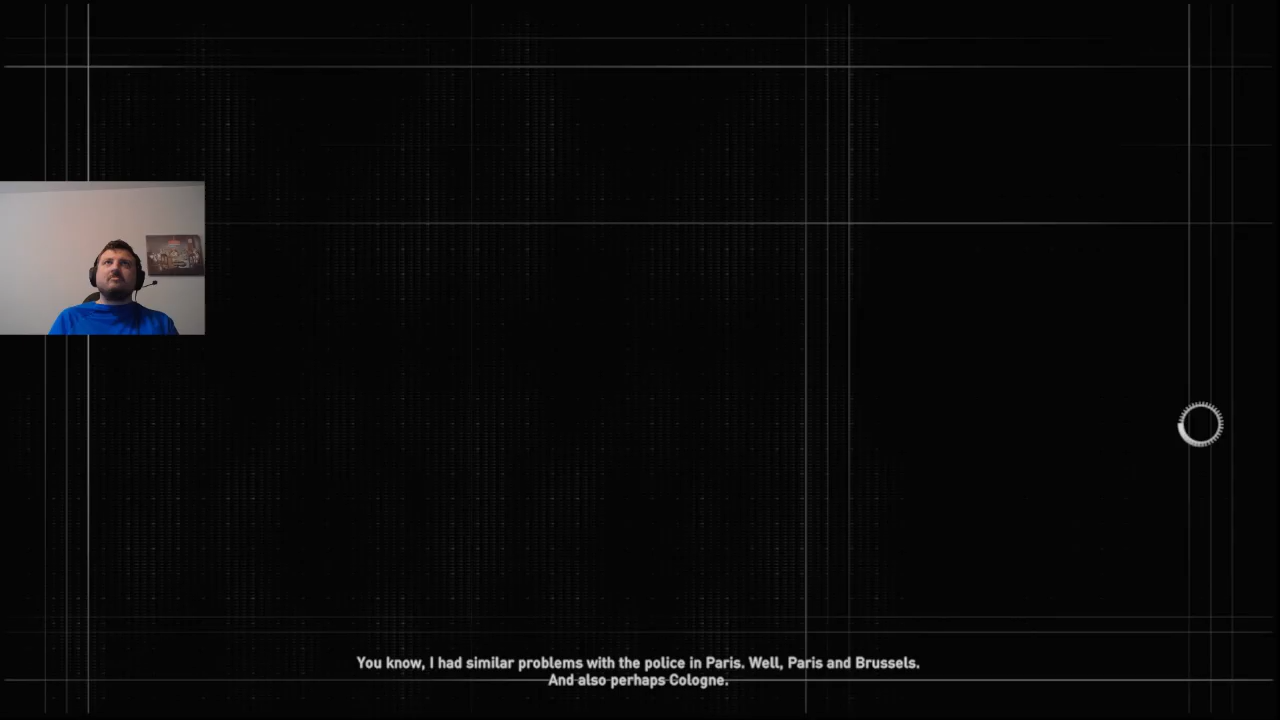 You know, I had similar problems with the police in Paris. Well, Paris and Brussels.
And also perhaps Cologne.